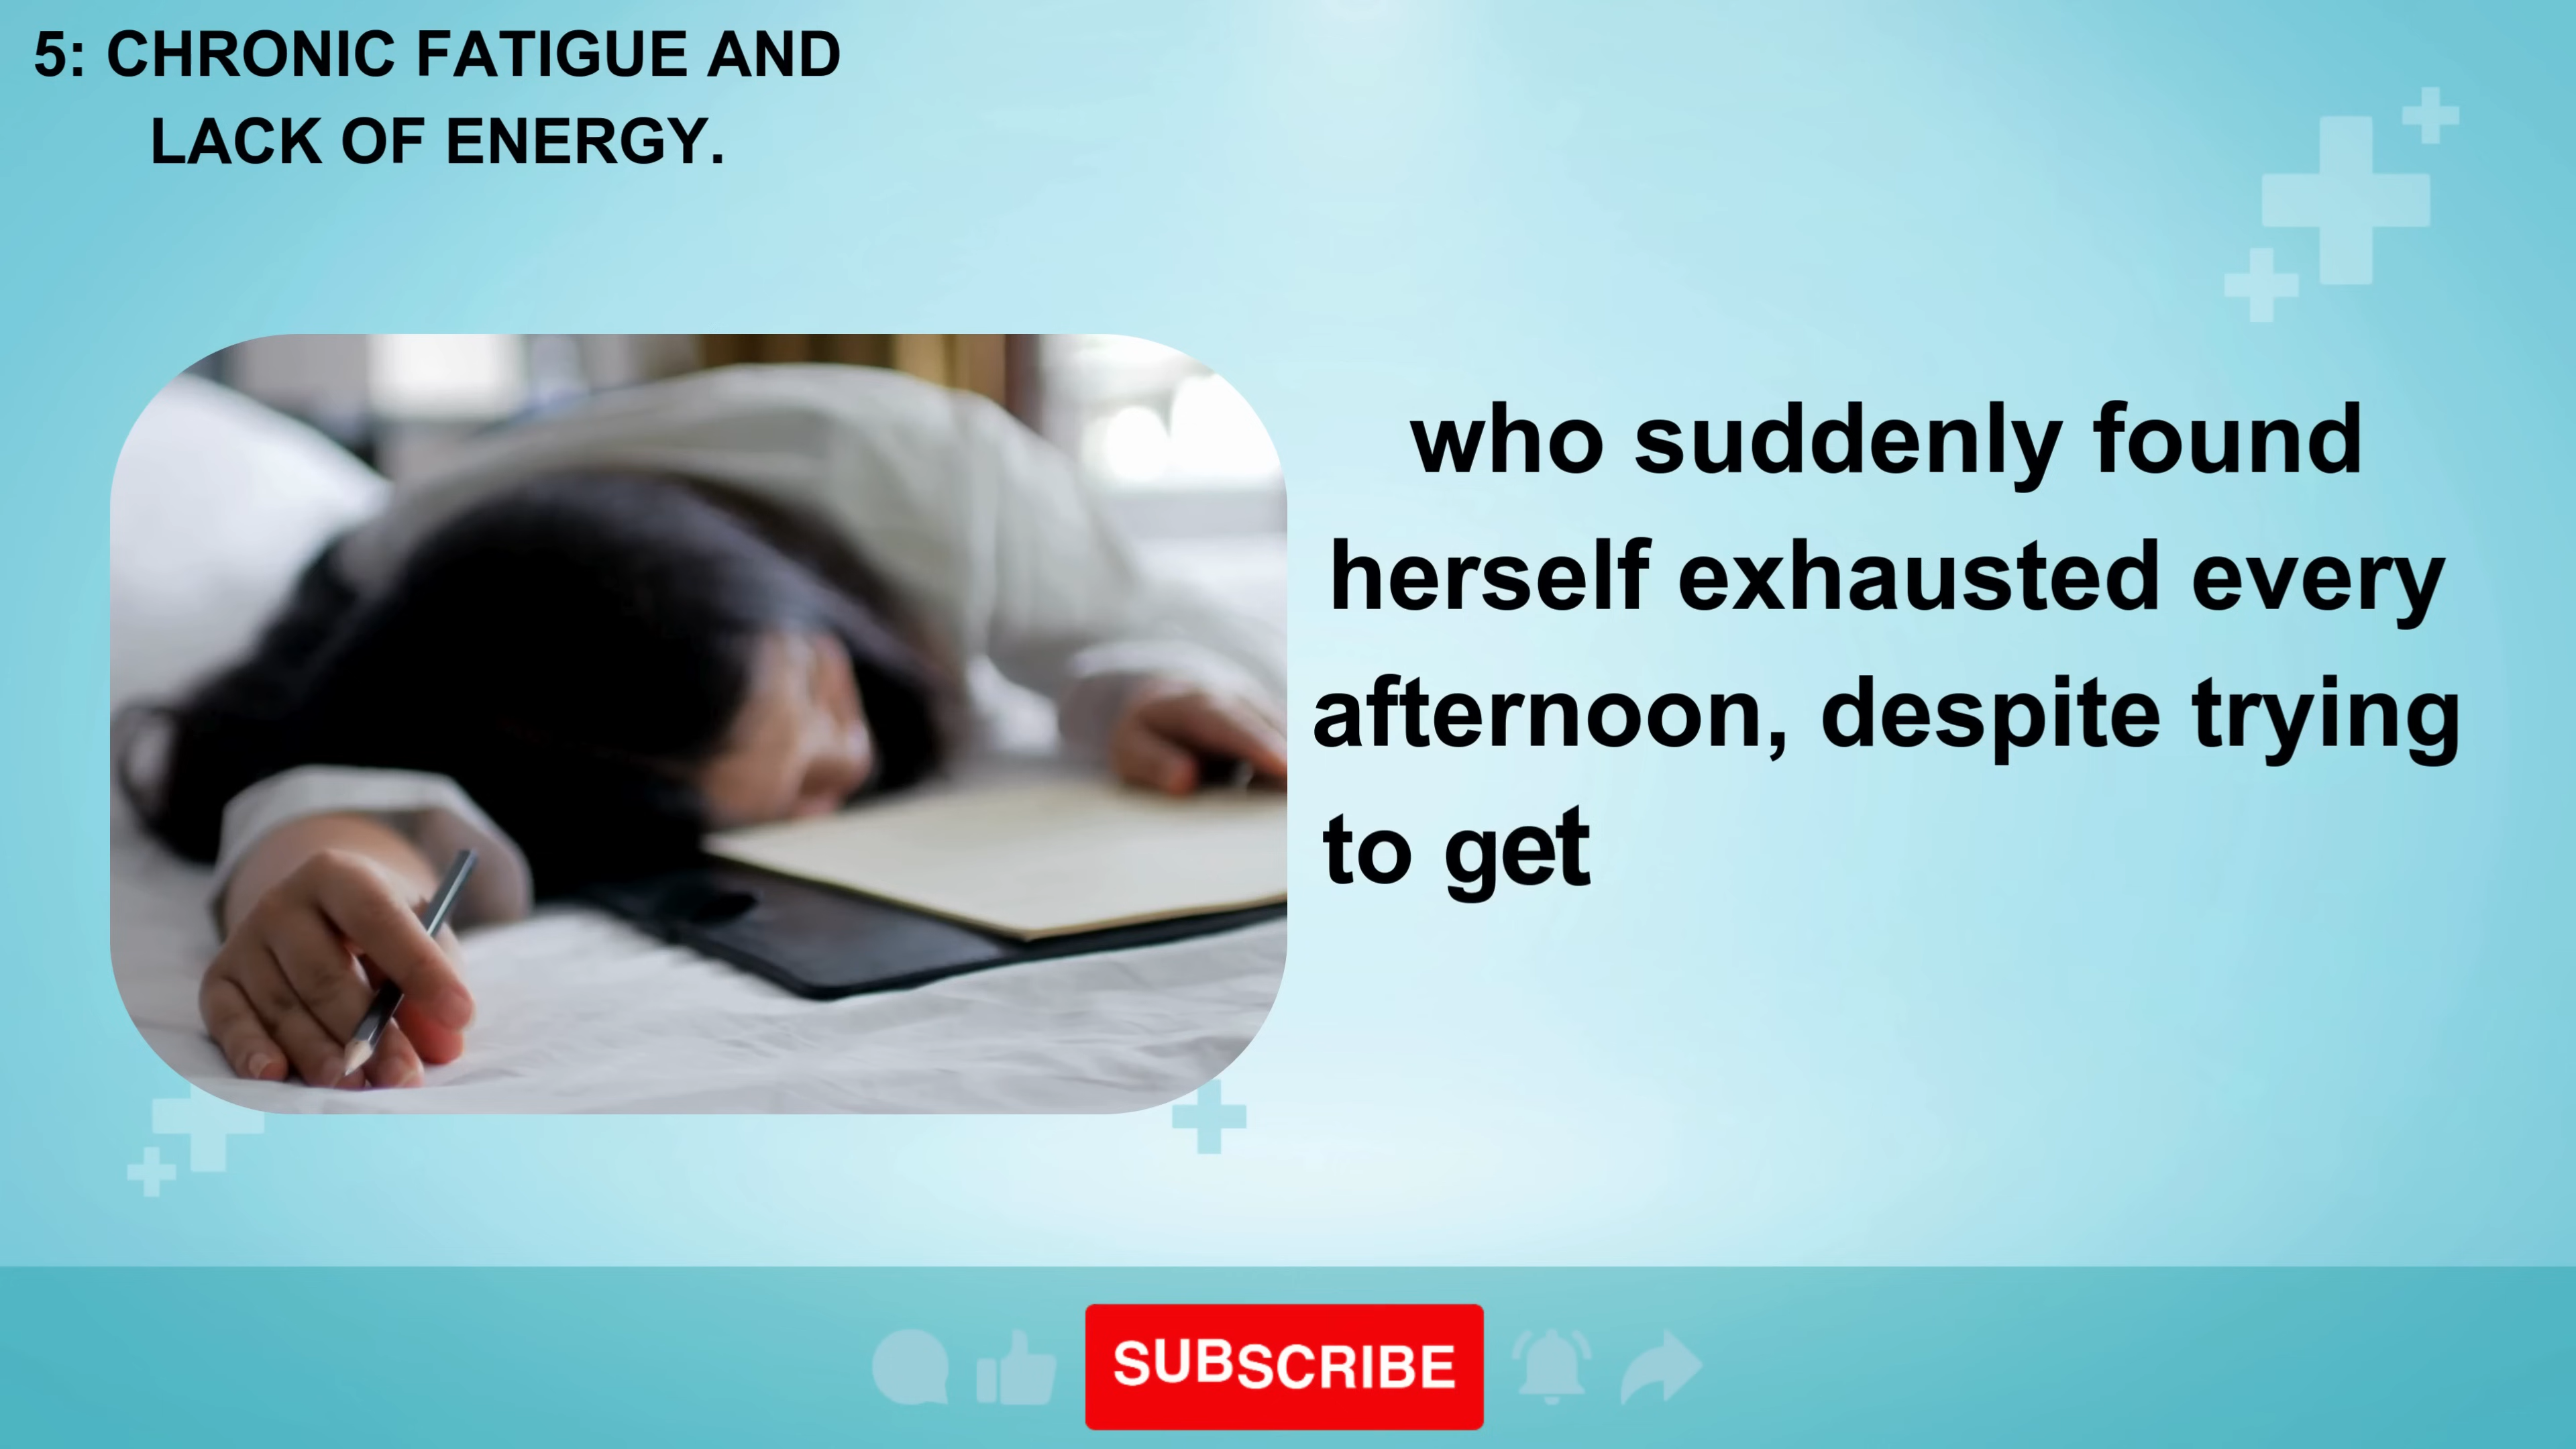 5: CHRONIC FATIGUE AND
LACK OF ENERGY.
who suddenly found
herself exhausted every
afternoon, despite trying
to get
SUBSCRIBE